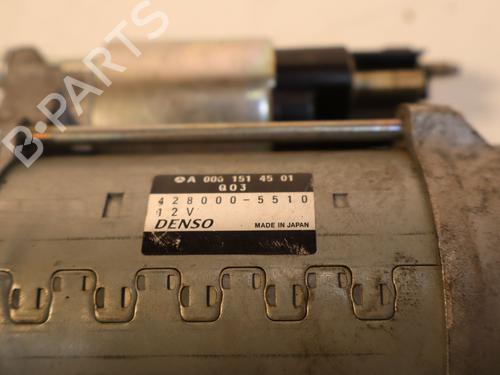 B-PARTS
A 006 151 45 01
Q03
428000-5510
12V
DENSO MADE IN JAPAN